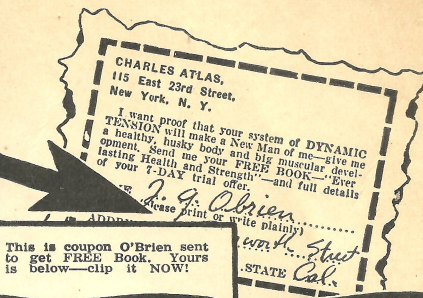 CHARLES ATLAS,
115 East 23rd Street,
New York, N. Y.
I want proof that your system of DYNAMIC
TENSION will make a New Man of me—give me
a healthy, husky body and big muscular devel-
opment. Send me your FREE BOOK—"Ever
lasting Health and Strength"—and full details
of your 7-DAY trial offer.
J. G. O'brien
print or write plainly)
worth Street
STATE Cal.
This is coupon O'Brien sent
to get FREE Book. Yours
is below—clip it NOW!